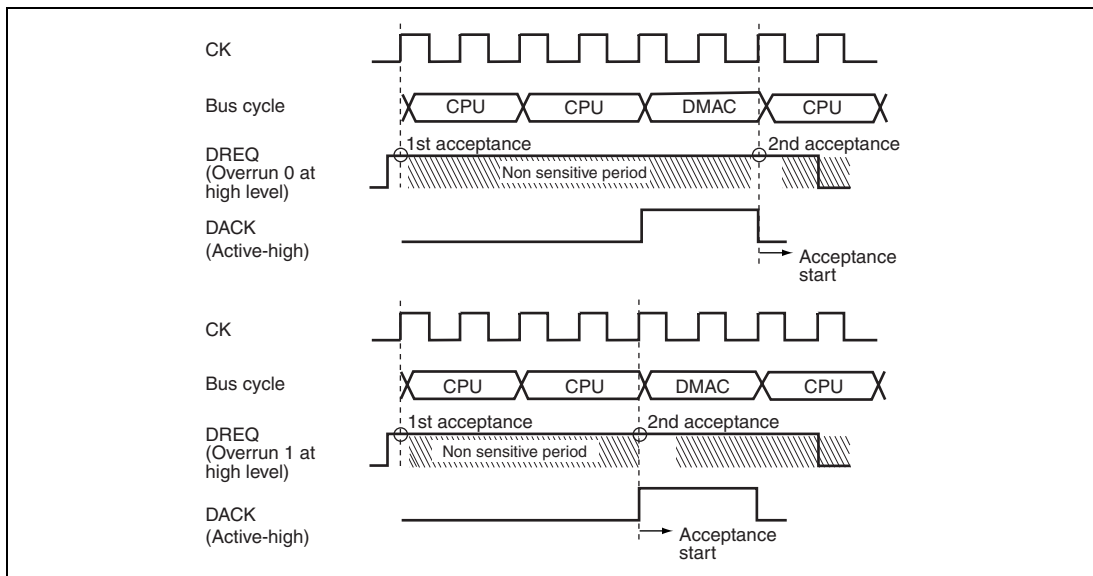 CK
Bus cycle
CPU CPU DMAC CPU
1st acceptance 2nd acceptance
DREQ
(Overrun 0 at
high level)
Non sensitive period
DACK
(Active-high)
Acceptance
start
CK
Bus cycle
CPU CPU DMAC CPU
1st acceptance 2nd acceptance
DREQ
(Overrun 1 at
high level)
Non sensitive period
DACK
(Active-high)
Acceptance
start